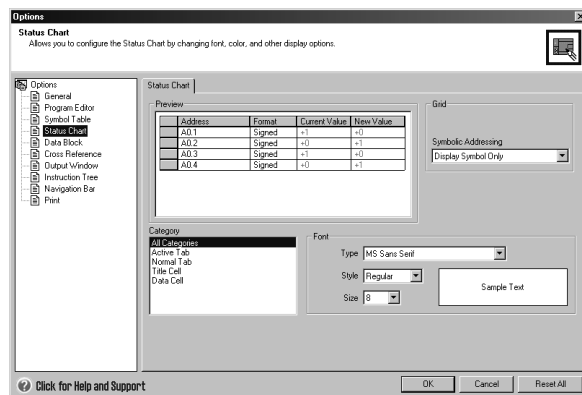 Options
Status Chart
Allows you to configure the Status Chart by changing font, color, and other display options.
Options
General
Program Editor
Symbol Table
Status Chart
Data Block
Cross Reference
Output Window
Instruction Tree
Navigation Bar
Print
Status Chart
Preview
Address Format Current Value New Value
A0.1 Signed +1 +0
A0.2 Signed +0 +1
A0.3 Signed +1 +0
A0.4 Signed +0 +1
Grid
Symbolic Addressing
Display Symbol Only
Category
All Categories
Active Tab
Normal Tab
Title Cell
Data Cell
Font
Type MS Sans Serif
Style Regular
Size 8
Sample Text
Click for Help and Support
OK Cancel Reset All